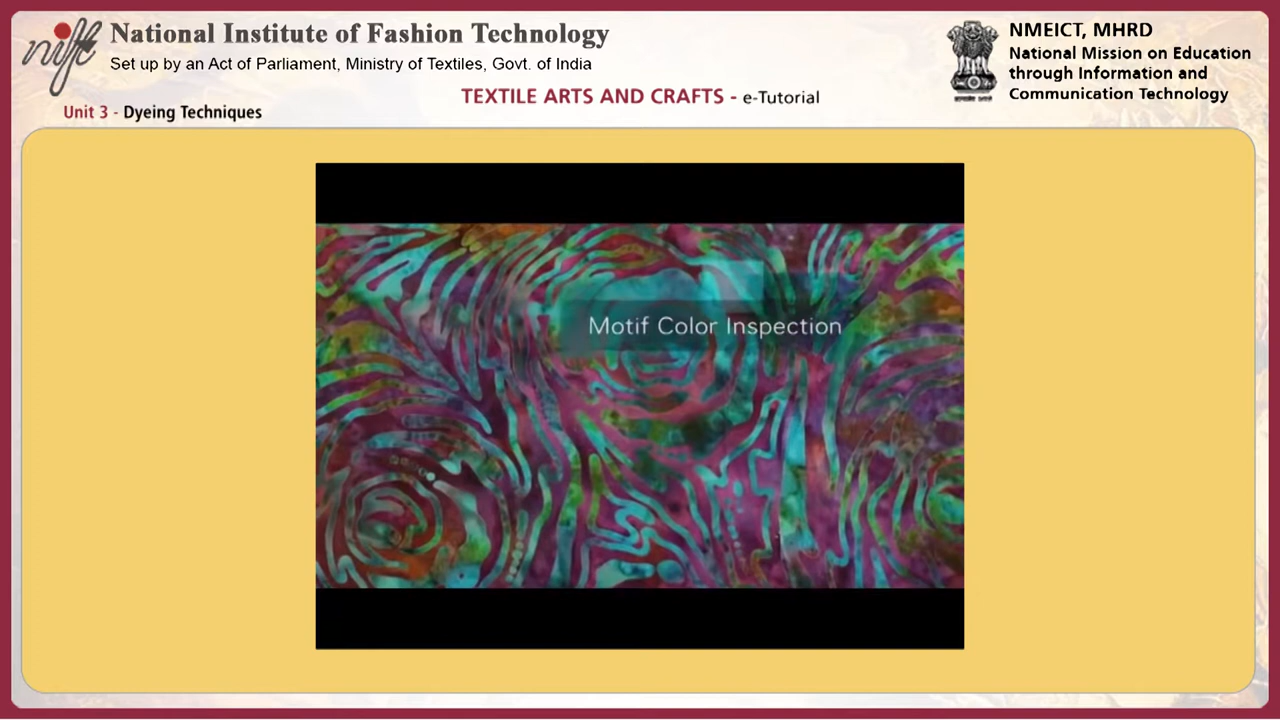 nift
National Institute of Fashion Technology
Set up by an Act of Parliament, Ministry of Textiles, Govt. of India
NMEICT, MHRD
National Mission on Education
through Information and
Communication Technology
TEXTILE ARTS AND CRAFTS - e-Tutorial
Unit 3 - Dyeing Techniques
Motif Color Inspection